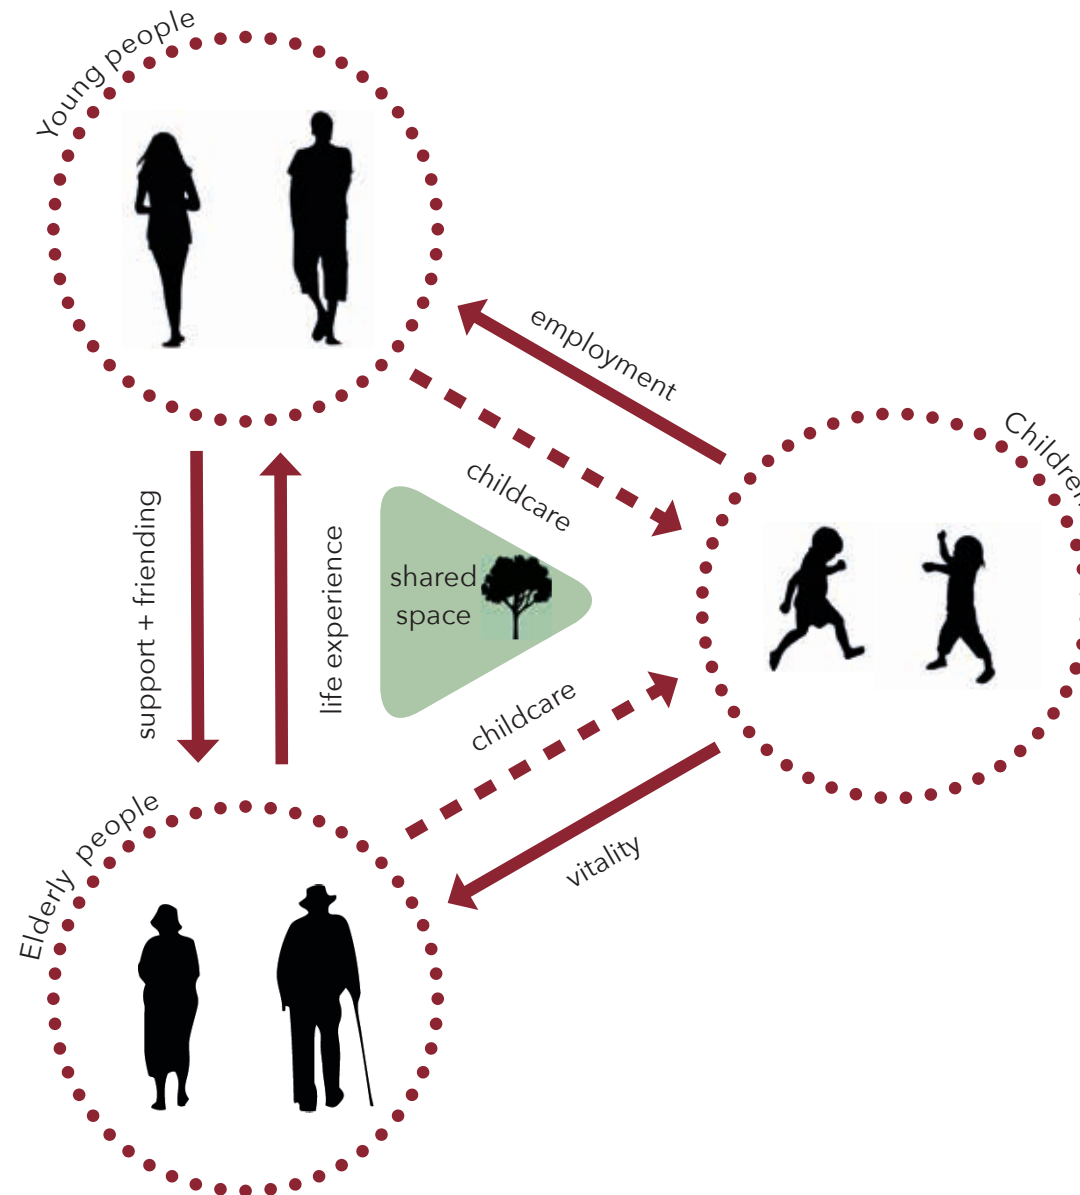 Young people
employment
childcare
Children
support + friending
life experience
shared
space
childcare
vitality
Elderly people